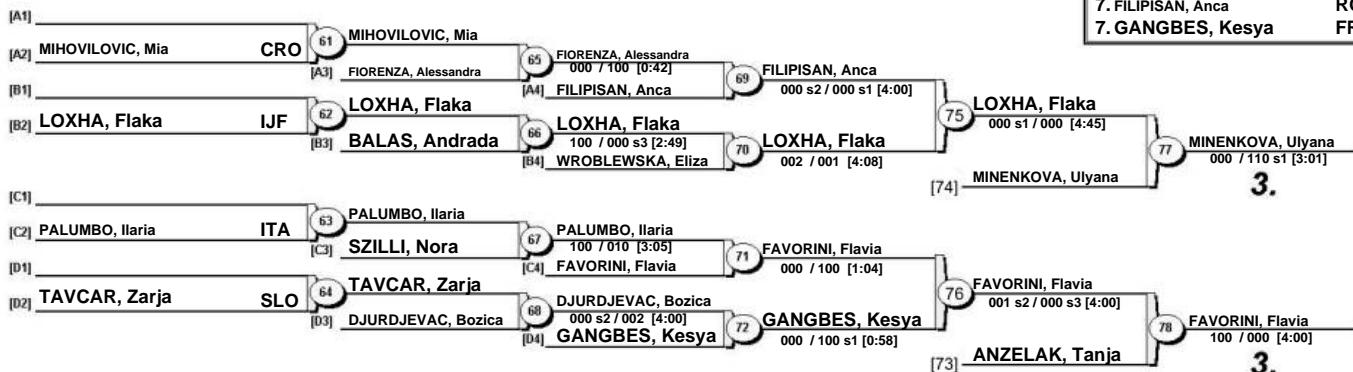 7. FILIPISAN, Anca
7. GANGBES, Kesya
[A1]
[A2] MIHOVILOVIC, Mia CRO
61 MIHOVILOVIC, Mia
[A3] FIORENZA, Alessandra
65 FIORENZA, Alessandra
000 / 100 [0:42]
[A4] FILIPISAN, Anca
69 FILIPISAN, Anca
000 s2 / 000 s1 [4:00]
[B1]
[B2] LOXHA, Flaka IJF
62 LOXHA, Flaka
[B3] BALAS, Andrada
66 LOXHA, Flaka
100 / 000 s3 [2:49]
[B4] WROBLEWSKA, Eliza
70 LOXHA, Flaka
002 / 001 [4:08]
75 LOXHA, Flaka
000 s1 / 000 [4:45]
[74] MINENKOVA, Ulyana
77 MINENKOVA, Ulyana
000 / 110 s1 [3:01]
3.
[C1]
[C2] PALUMBO, Ilaria ITA
63 PALUMBO, Ilaria
[C3] SZILLI, Nora
67 PALUMBO, Ilaria
100 / 010 [3:05]
[C4] FAVORINI, Flavia
71 FAVORINI, Flavia
000 / 100 [1:04]
[D1]
[D2] TAVCAR, Zarja SLO
64 TAVCAR, Zarja
[D3] DJURDJEVAC, Bozica
68 DJURDJEVAC, Bozica
000 s2 / 002 [4:00]
[D4] GANGBES, Kesya
72 GANGBES, Kesya
000 / 100 s1 [0:58]
76 FAVORINI, Flavia
001 s2 / 000 s3 [4:00]
[73] ANZELAK, Tanja
78 FAVORINI, Flavia
100 / 000 [4:00]
3.